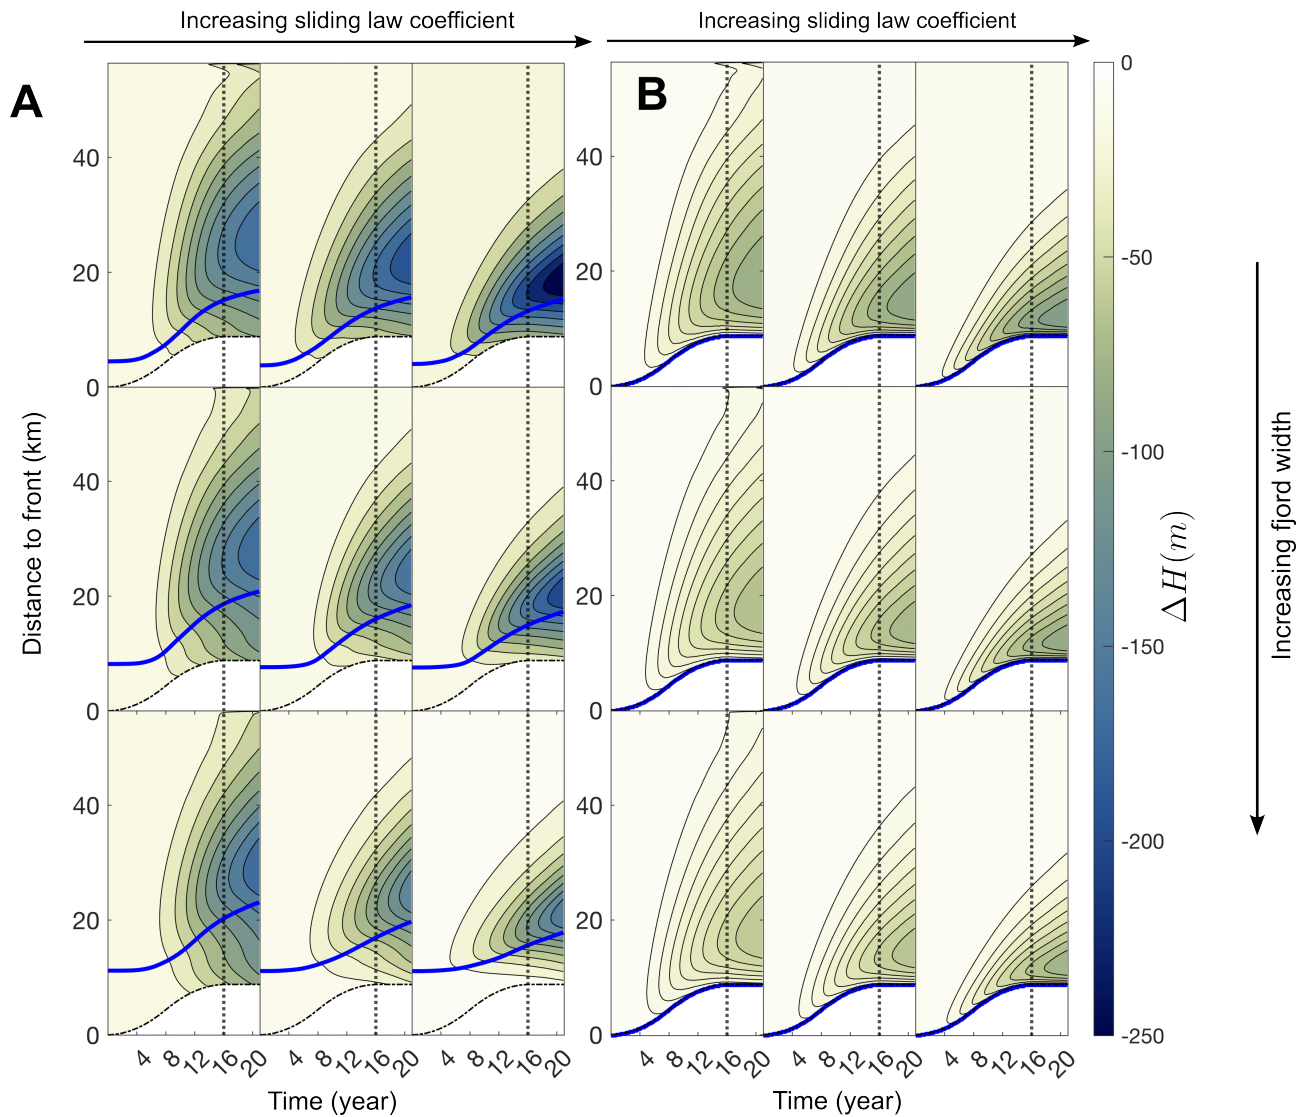 Increasing sliding law coefficient
Increasing sliding law coefficient
A
B
Distance to front (km)
40
20
0
40
20
0
40
20
0
40
20
0
40
20
0
40
20
0
4 8 12 16 20
4 8 12 16 20
4 8 12 16 20
4 8 12 16 20
4 8 12 16 20
4 8 12 16 20
Time (year)
Time (year)
0
-50
-100
-150
-200
-250
ΔH(m)
Increasing fjord width